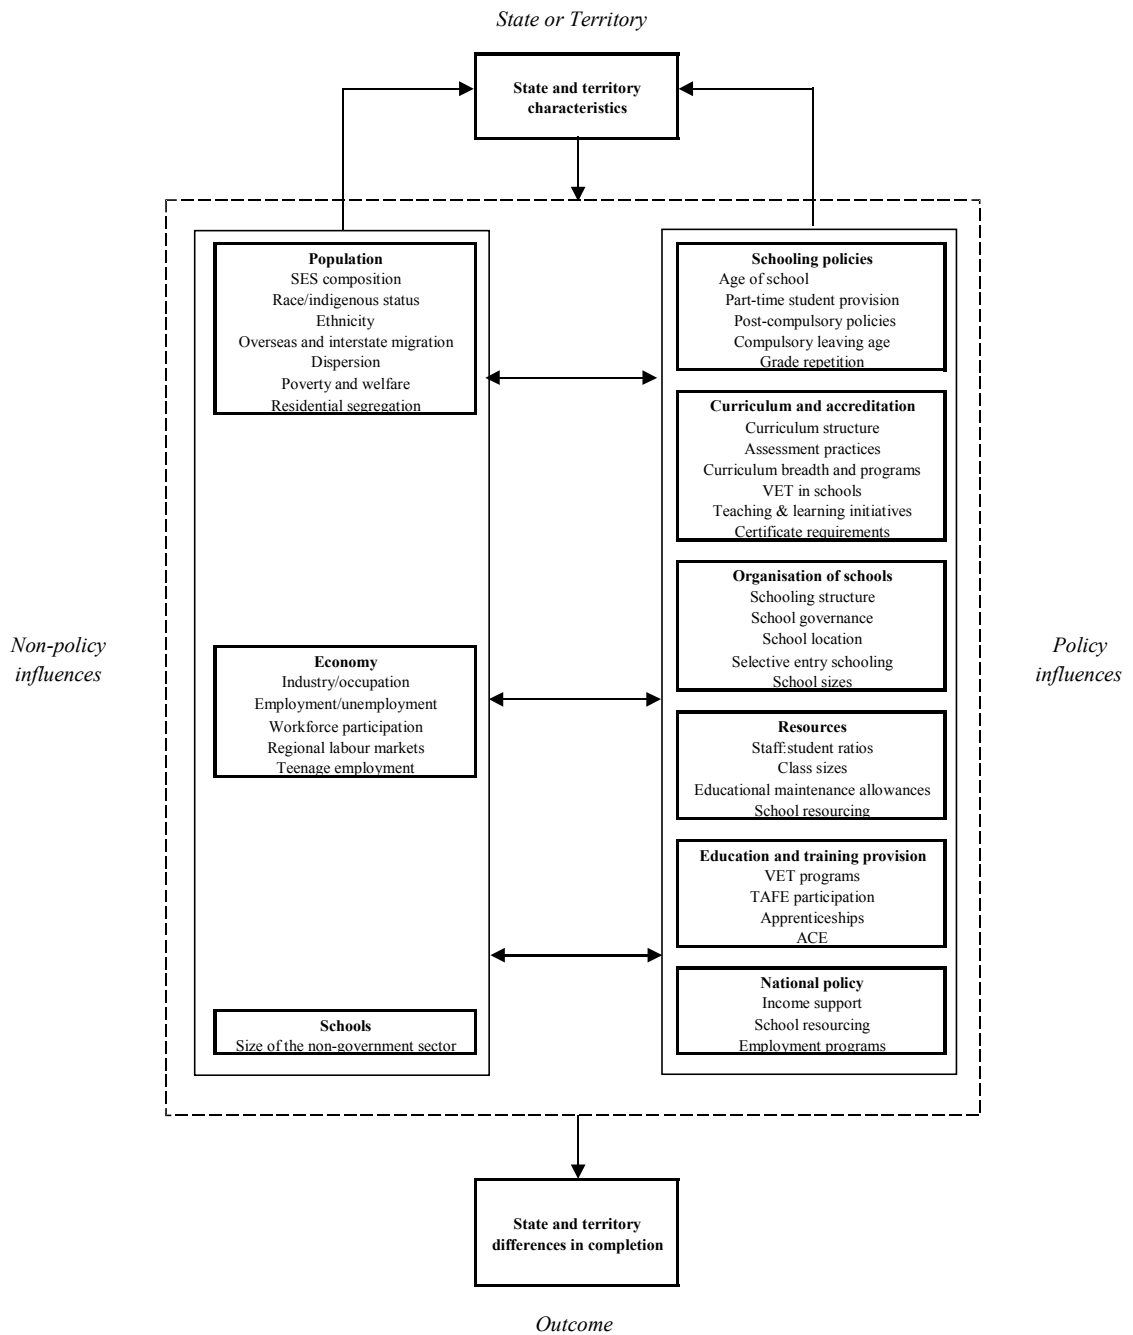 State or Territory
State and territory
characteristics
Population
SES composition
Race/indigenous status
Ethnicity
Overseas and interstate migration
Dispersion
Poverty and welfare
Residential segregation
Economy
Industry/occupation
Employment/unemployment
Workforce participation
Regional labour markets
Teenage employment
Schools
Size of the non-government sector
Schooling policies
Age of school
Part-time student provision
Post-compulsory policies
Compulsory leaving age
Grade repetition
Curriculum and accreditation
Curriculum structure
Assessment practices
Curriculum breadth and programs
VET in schools
Teaching & learning initiatives
Certificate requirements
Organisation of schools
Schooling structure
School governance
School location
Selective entry schooling
School sizes
Resources
Staff:student ratios
Class sizes
Educational maintenance allowances
School resourcing
Education and training provision
VET programs
TAFE participation
Apprenticeships
ACE
National policy
Income support
School resourcing
Employment programs
Non-policy
influences
Policy
influences
State and territory
differences in completion
Outcome